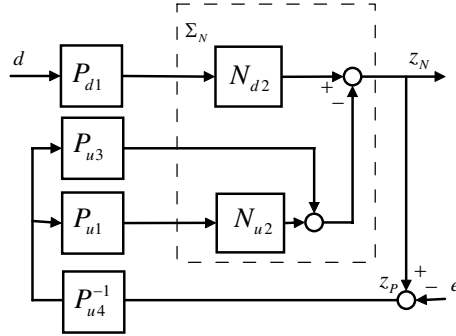 Σ_N
d
P_{d1}
N_{d2}
z_N
+
−
P_{u3}
P_{u1}
N_{u2}
P_{u4}^{-1}
z_P
+
−
e